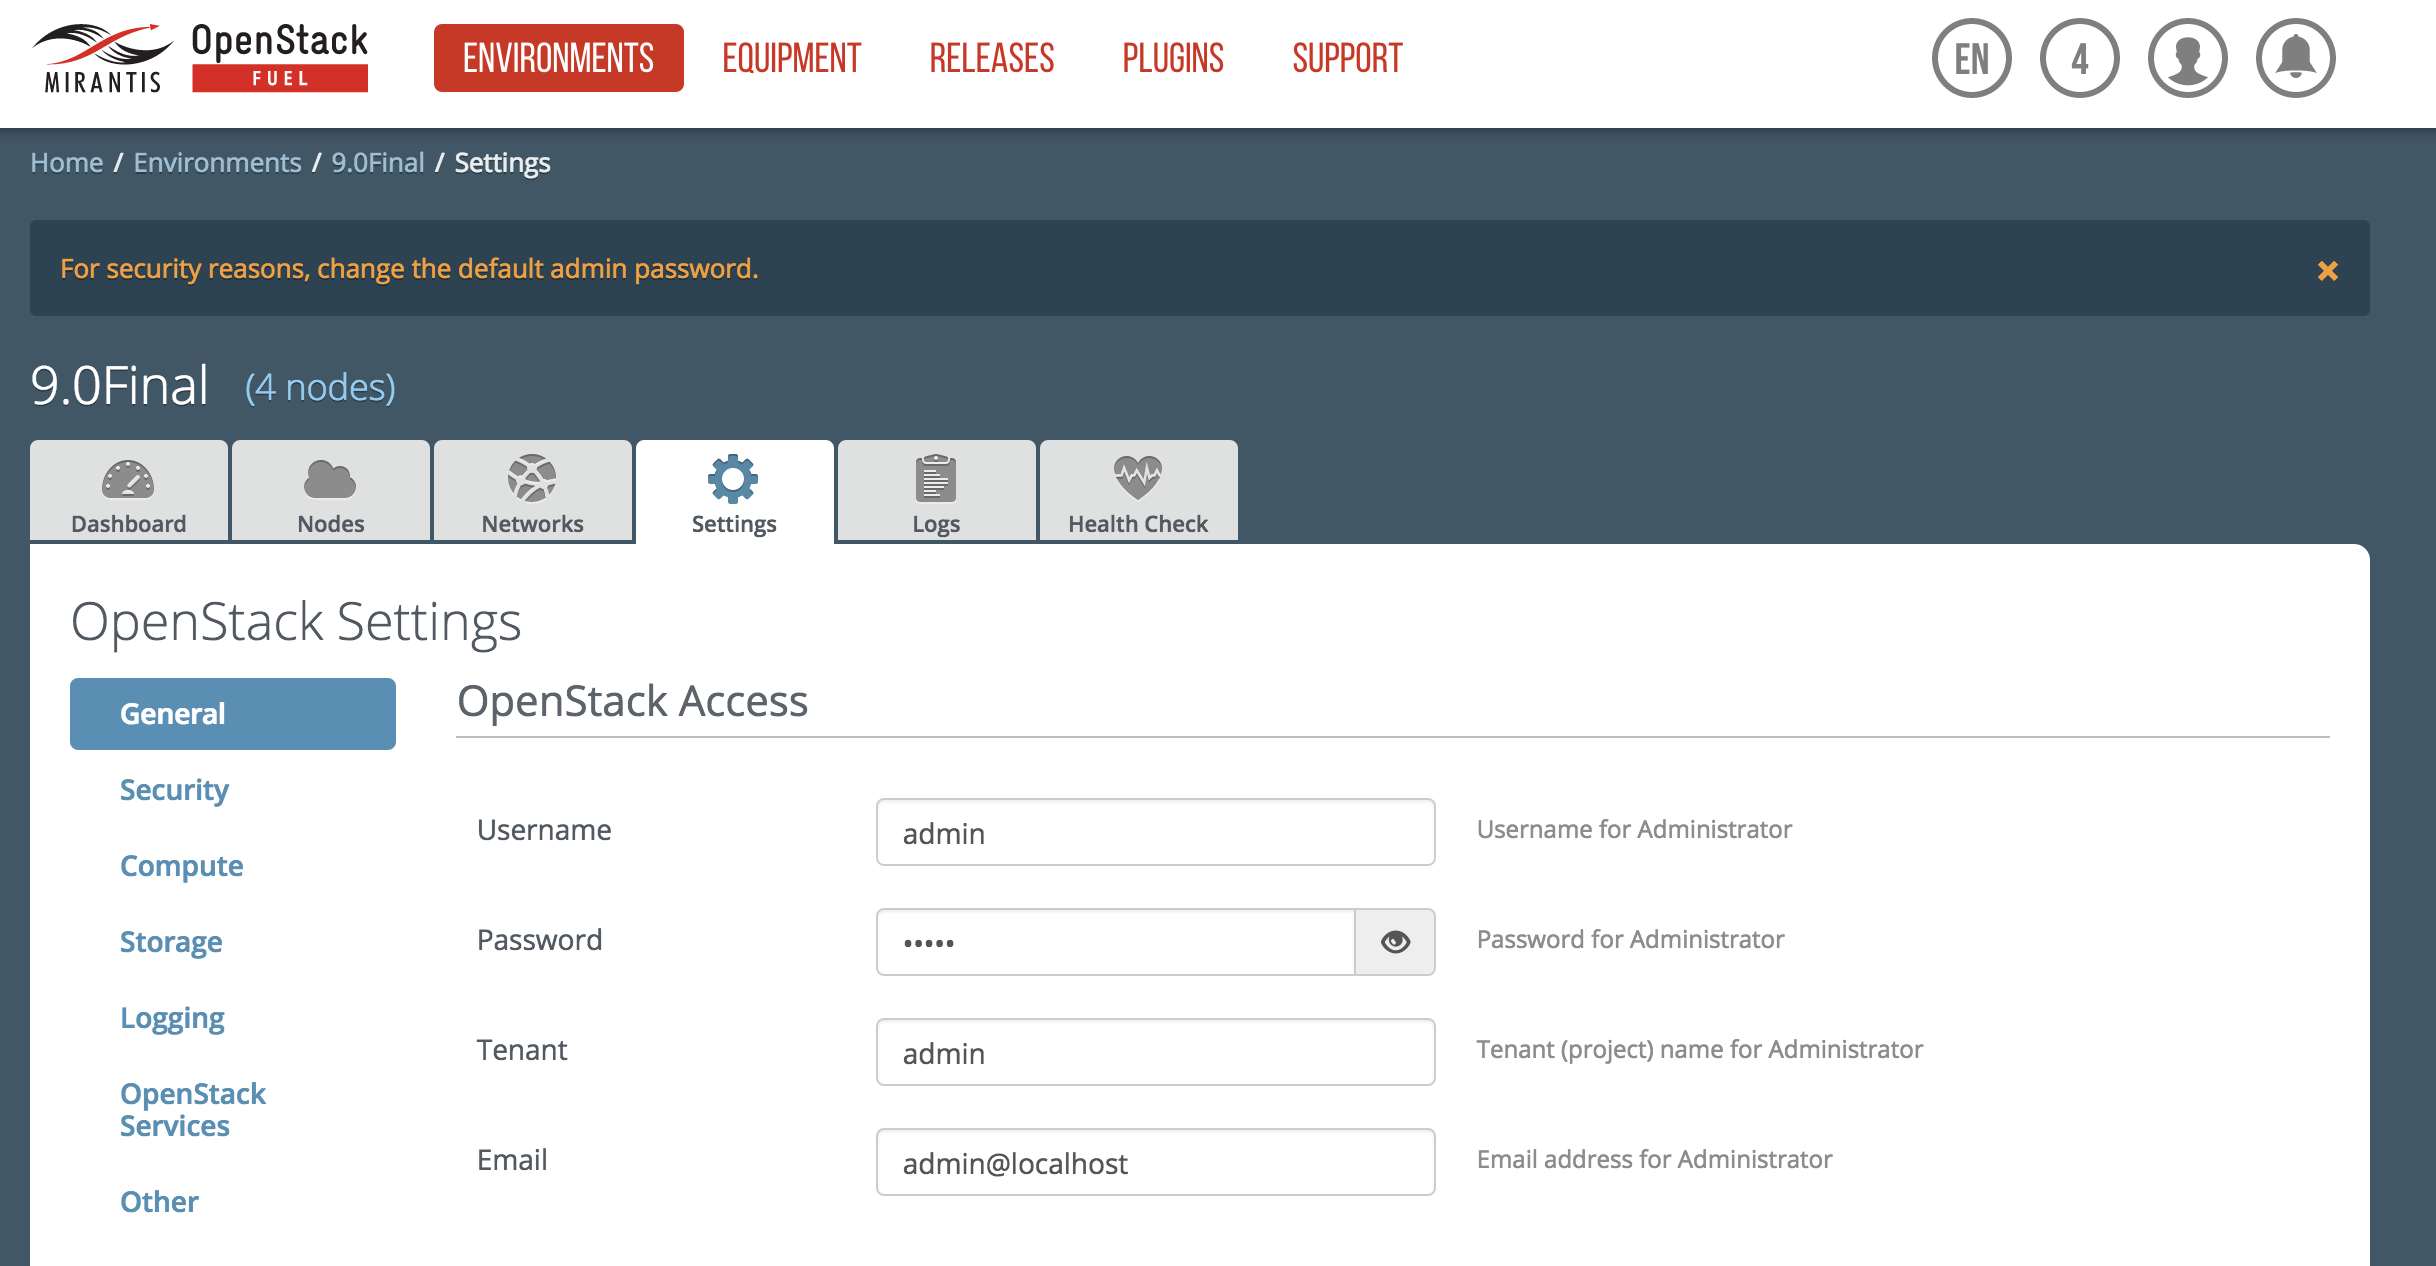 MIRANTIS
OpenStack
FUEL
ENVIRONMENTS EQUIPMENT RELEASES PLUGINS SUPPORT
EN 4
Home / Environments / 9.0Final / Settings
For security reasons, change the default admin password.
9.0Final (4 nodes)
Dashboard Nodes Networks Settings Logs Health Check
OpenStack Settings
General
Security
Compute
Storage
Logging
OpenStack
Services
Other
OpenStack Access
Username admin Username for Administrator
Password ••••• Password for Administrator
Tenant admin Tenant (project) name for Administrator
Email admin@localhost Email address for Administrator